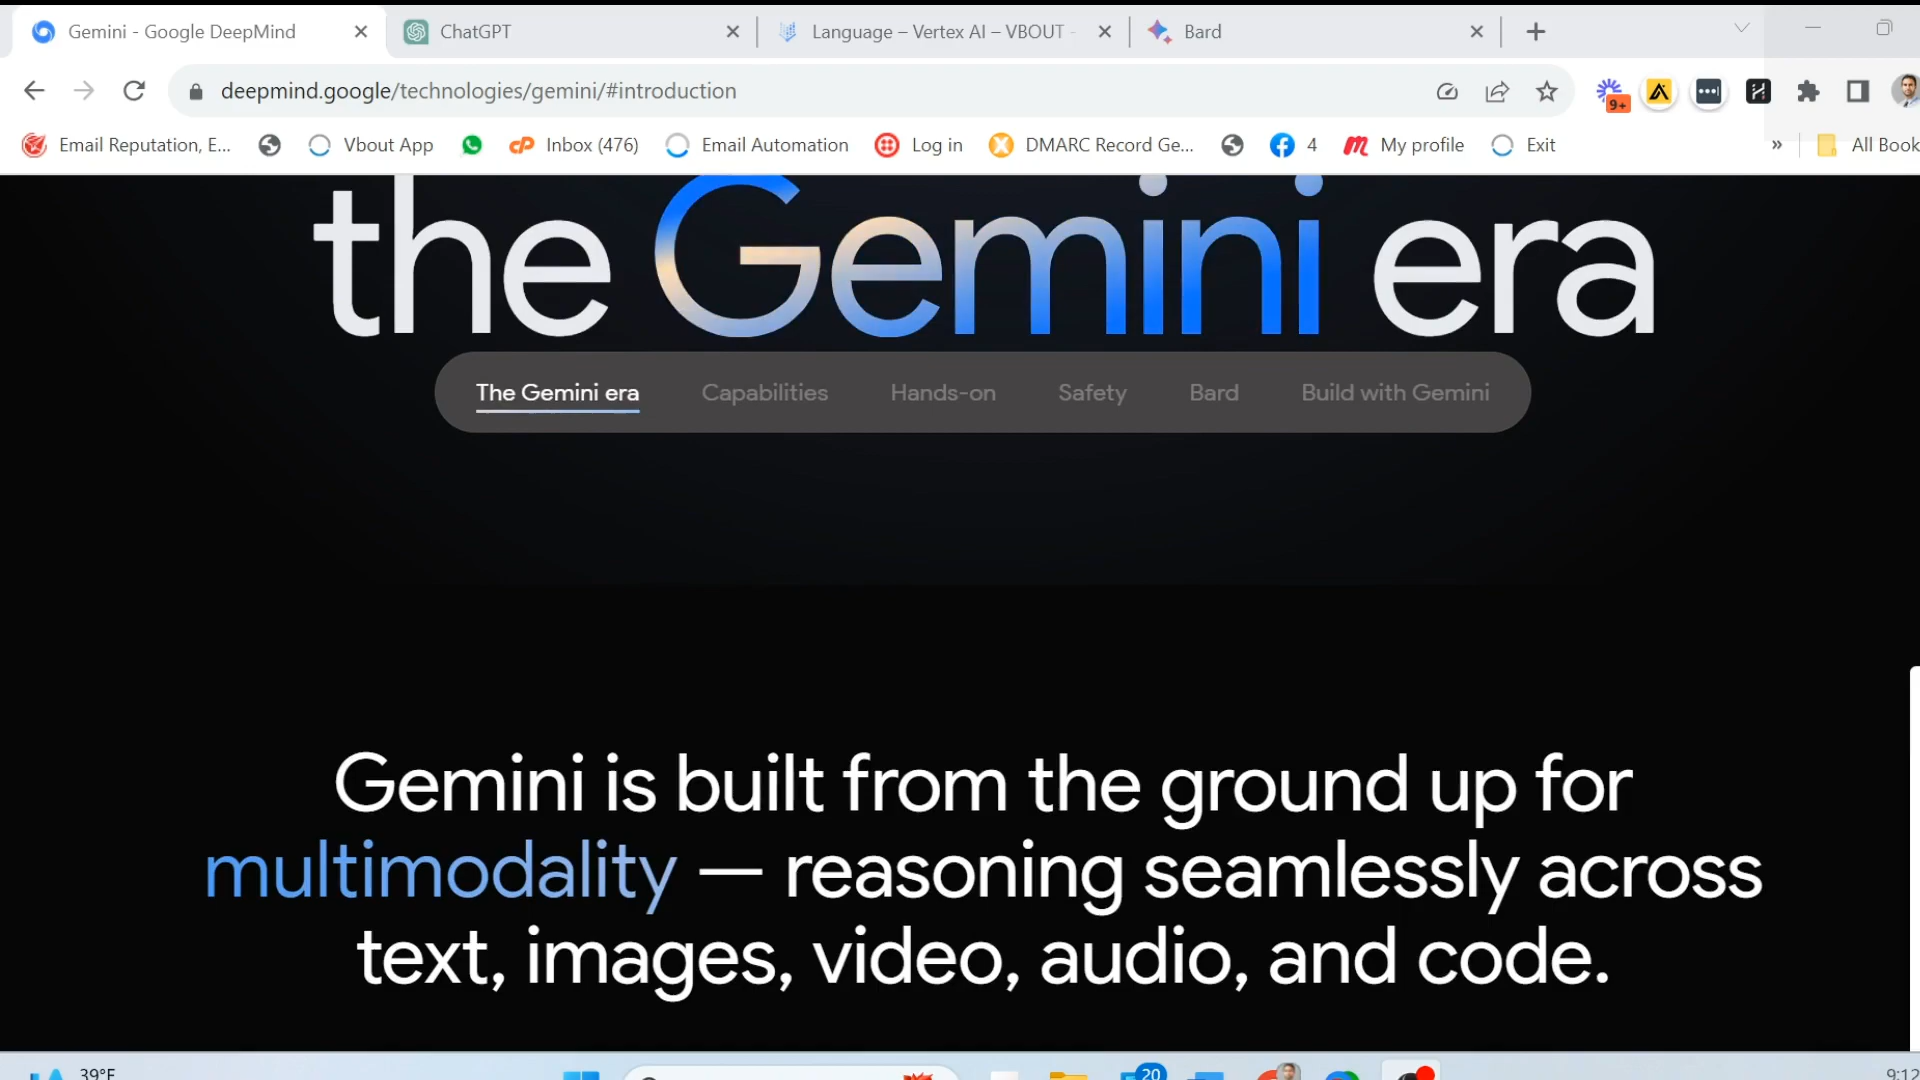 Gemini - Google DeepMind
ChatGPT
Language – Vertex AI – VBOUT -
Bard
deepmind.google/technologies/gemini/#introduction
9+
Email Reputation, E...
Vbout App
Inbox (476)
Email Automation
Log in
DMARC Record Ge...
4
My profile
Exit
»
All Book
the Gemini era
The Gemini era
Capabilities
Hands-on
Safety
Bard
Build with Gemini
Gemini is built from the ground up for
multimodality — reasoning seamlessly across
text, images, video, audio, and code.
39°F
20
9:12